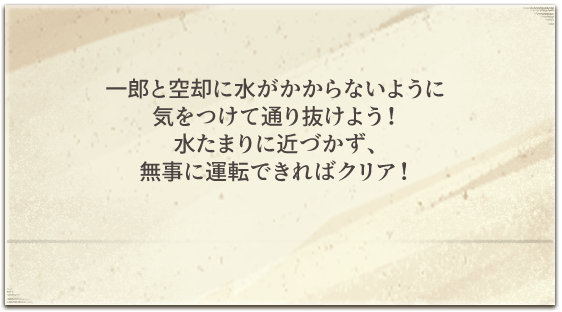 一郎と空却に水がかからないように
気をつけて通り抜けよう！
水たまりに近づかず、
無事に運転できればクリア！